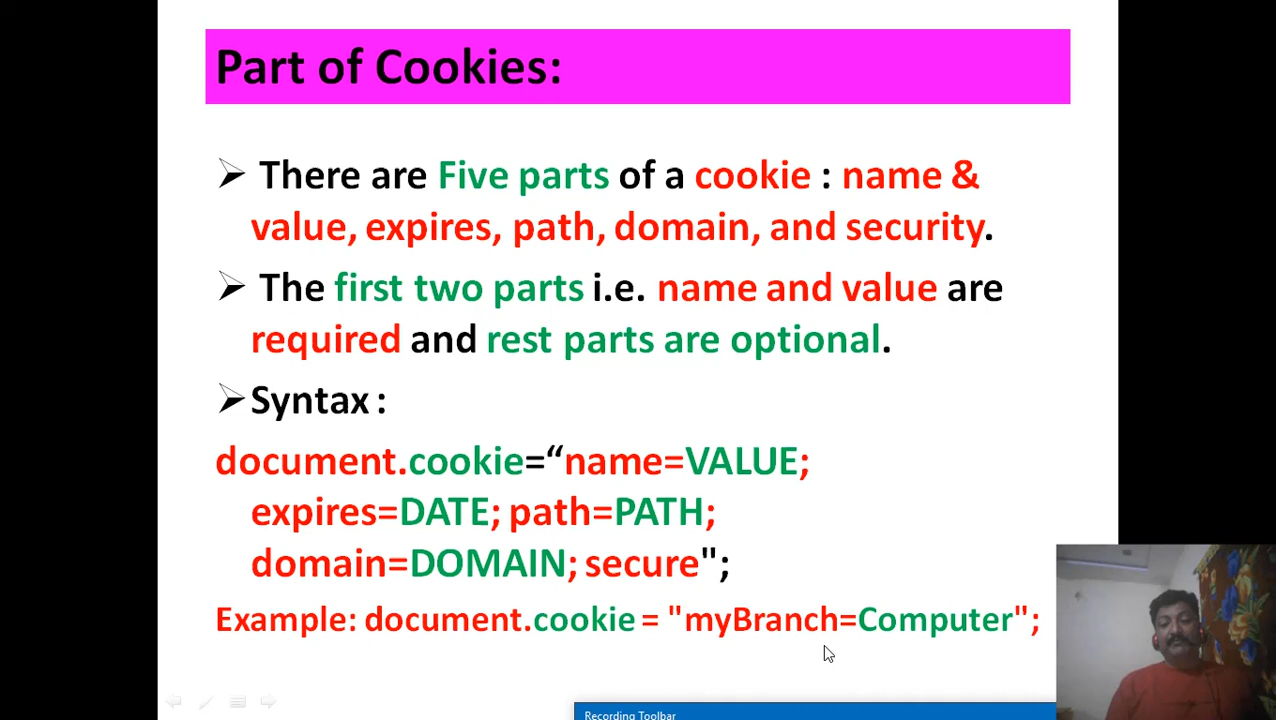 Part of Cookies:
➢ There are Five parts of a cookie : name &
value, expires, path, domain, and security.
➢ The first two parts i.e. name and value are
required and rest parts are optional.
➢ Syntax :
document.cookie=“name=VALUE;
expires=DATE; path=PATH;
domain=DOMAIN; secure";
Example: document.cookie = "myBranch=Computer";
Recording Toolbar